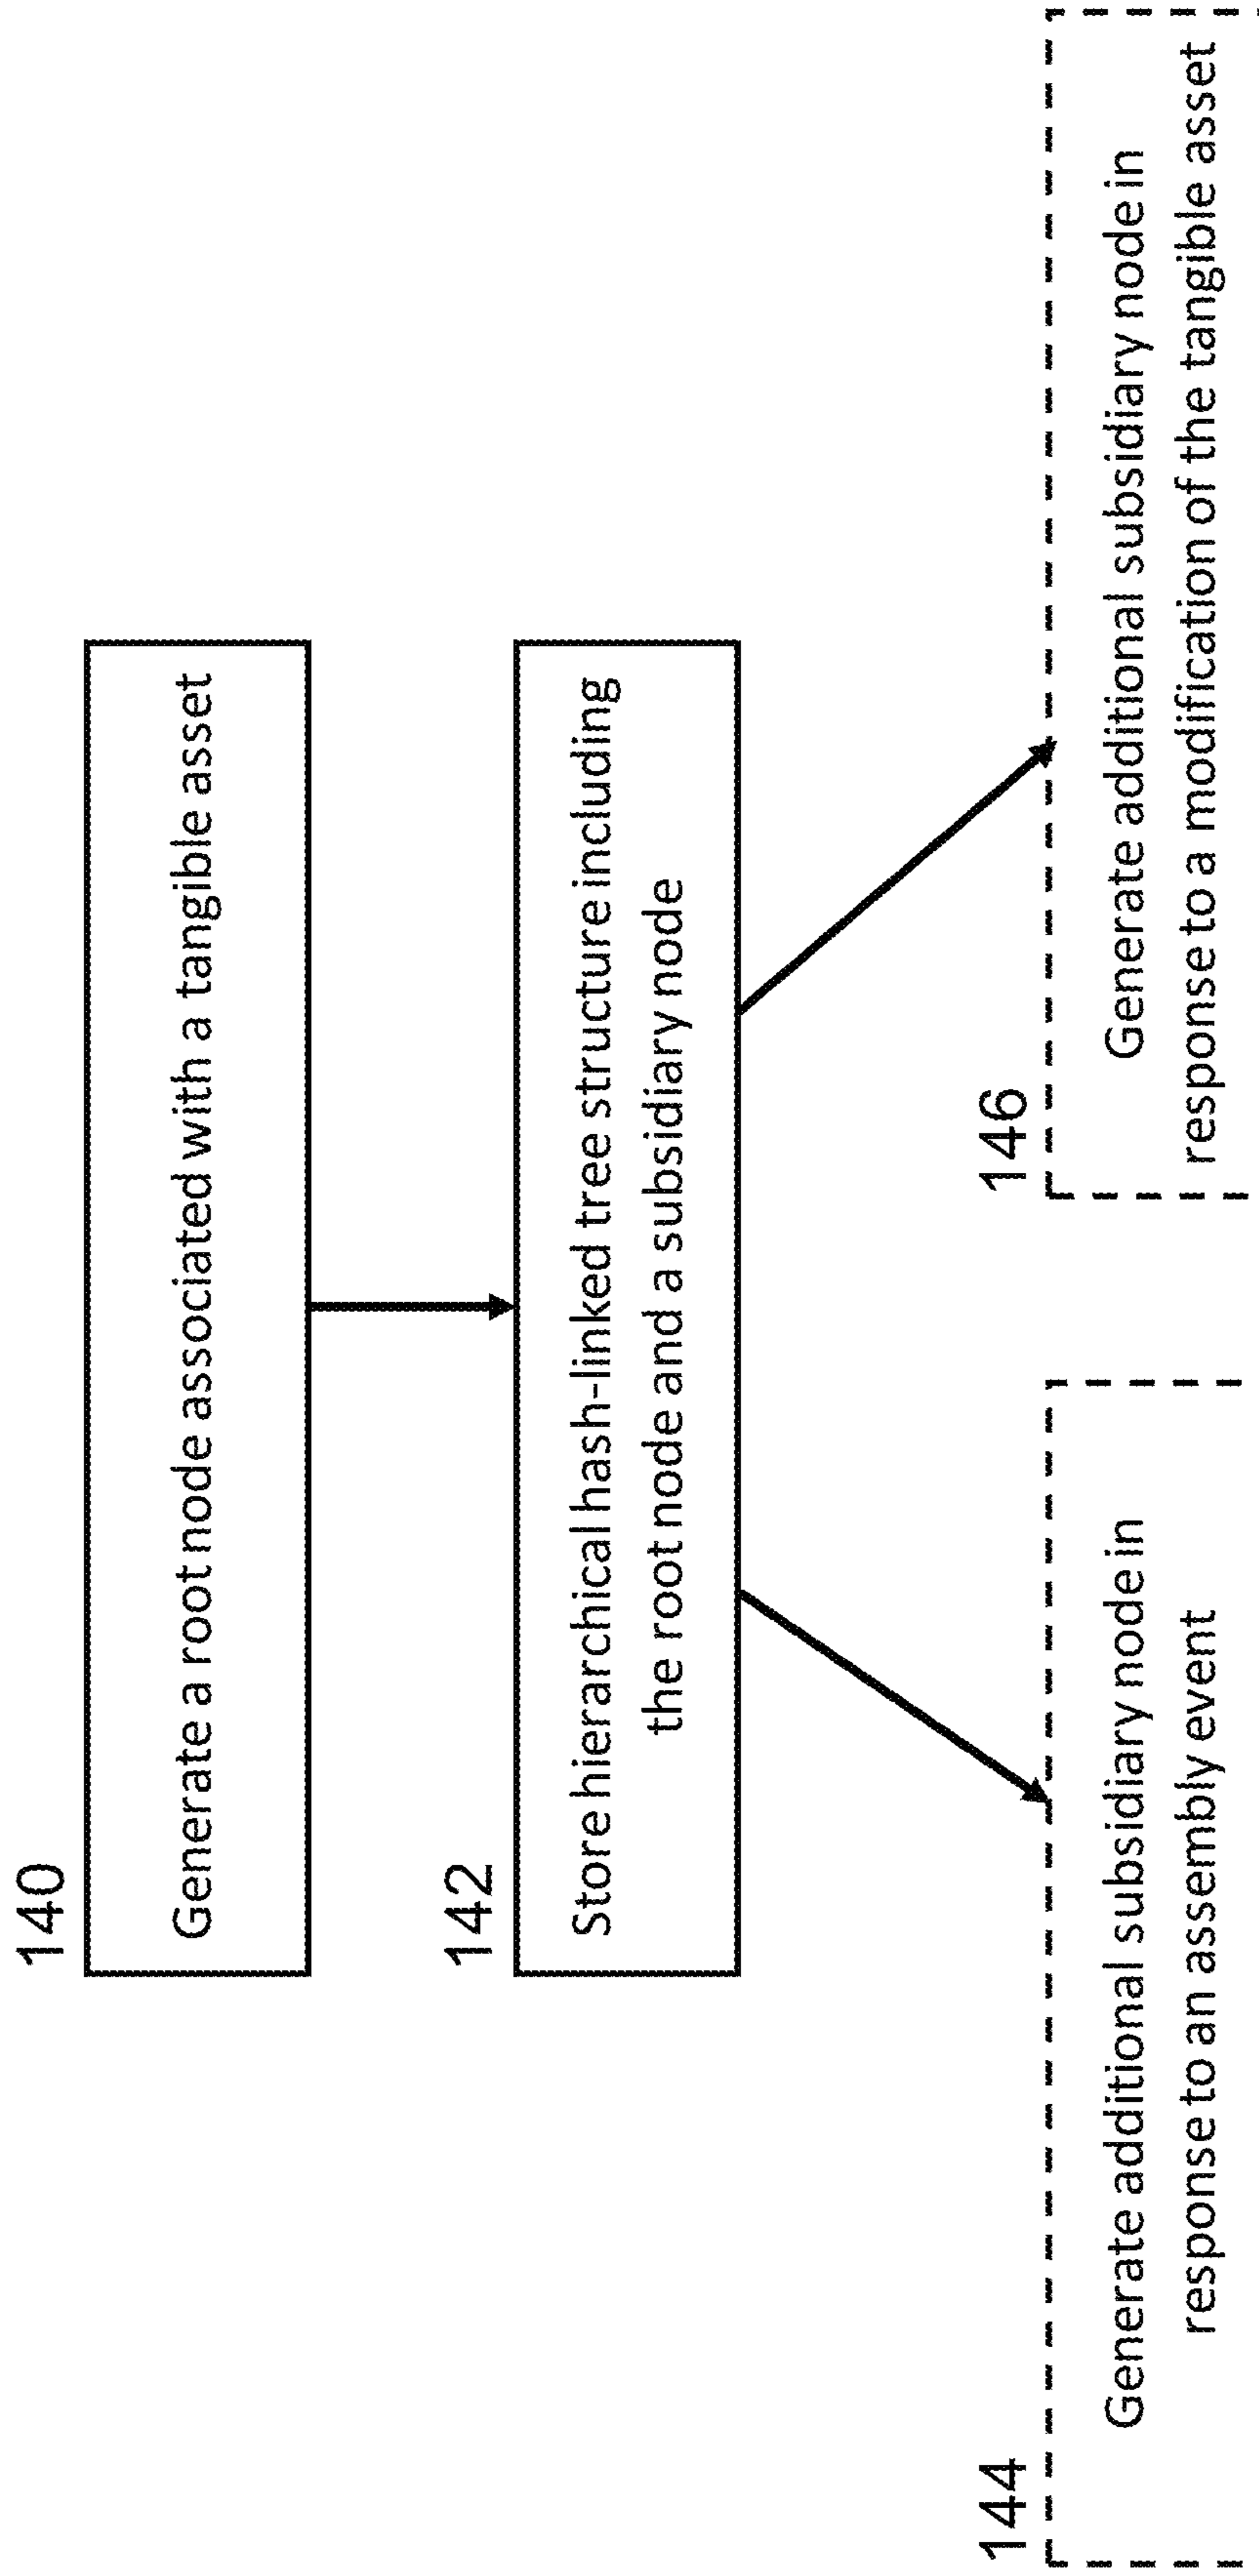 140
Generate a root node associated with a tangible asset
142
Store hierarchical hash-linked tree structure including
the root node and a subsidiary node
144
Generate additional subsidiary node in
response to an assembly event
146
Generate additional subsidiary node in
response to a modification of the tangible asset